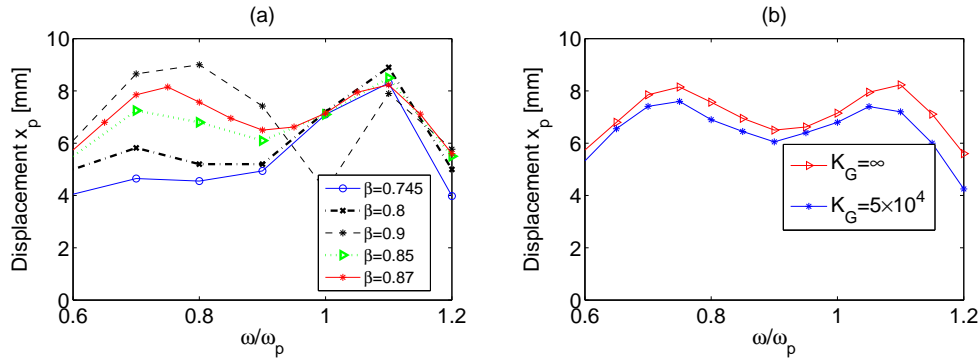 (a)
Displacement x_p [mm]
10
8
6
4
2
0
0.6
0.8
1
1.2
ω/ω_p
β=0.745
β=0.8
β=0.9
β=0.85
β=0.87
(b)
Displacement x_p [mm]
10
8
6
4
2
0
0.6
0.8
1
1.2
ω/ω_p
K_G=∞
K_G=5×10^4